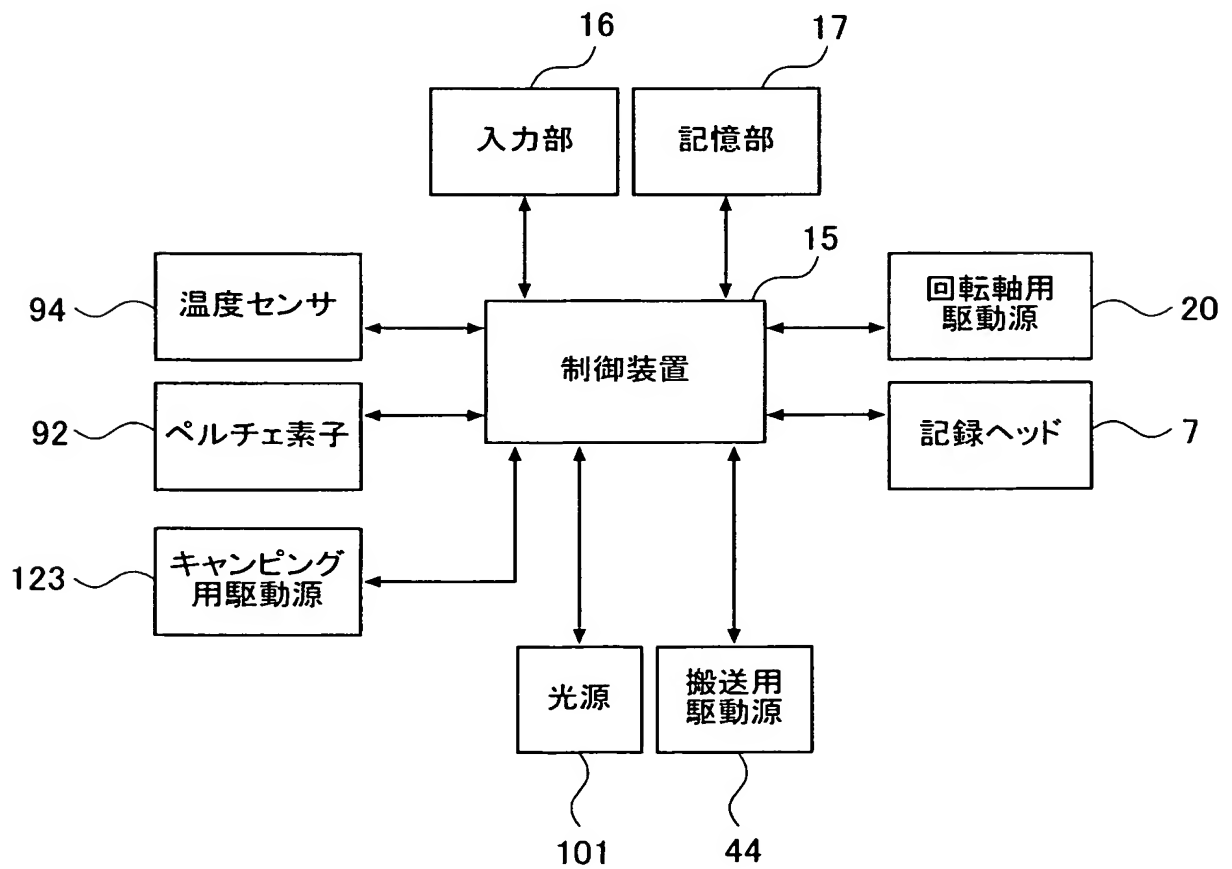 16
17
入力部
記憶部
15
温度センサ
94
回転軸用
駆動源
20
制御装置
ペルチェ素子
92
記録ヘッド
7
キャンピング
用駆動源
123
光源
搬送用
駆動源
101
44